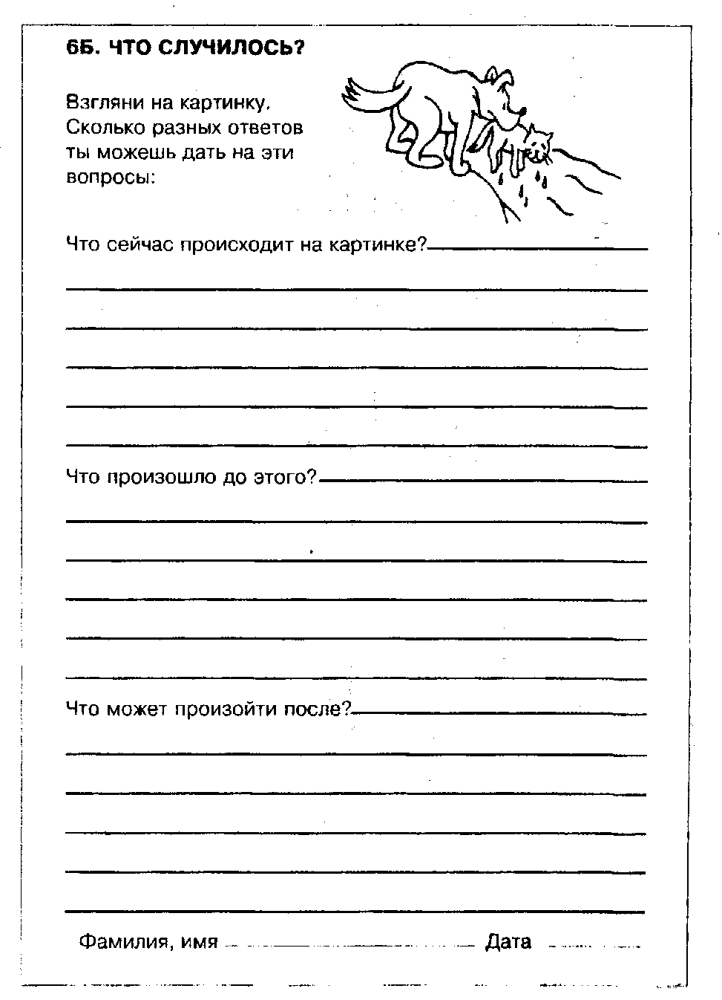 6Б. ЧТО СЛУЧИЛОСЬ?
Взгляни на картинку.
Сколько разных ответов
ты можешь дать на эти
вопросы:
Что сейчас происходит на картинке?
Что произошло до этого?
Что может произойти после?
Фамилия, имя Дата